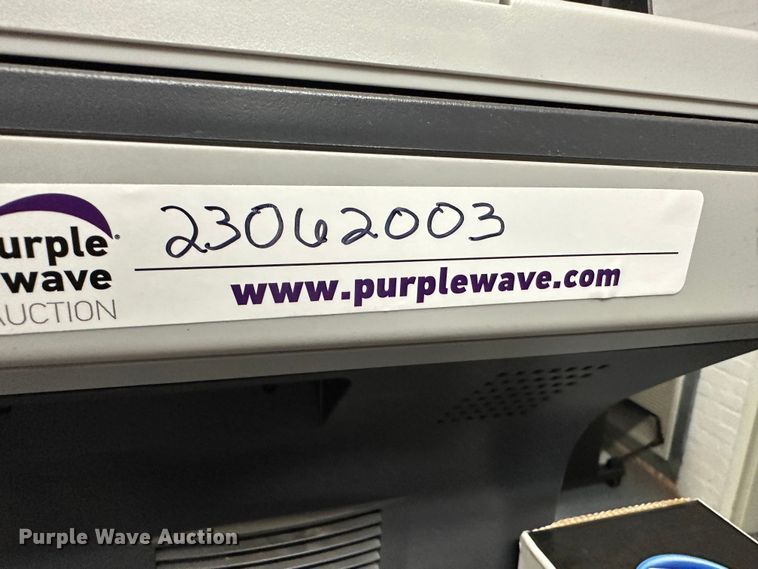 urple
wave
AUCTION
23062003
www.purplewave.com
Purple Wave Auction